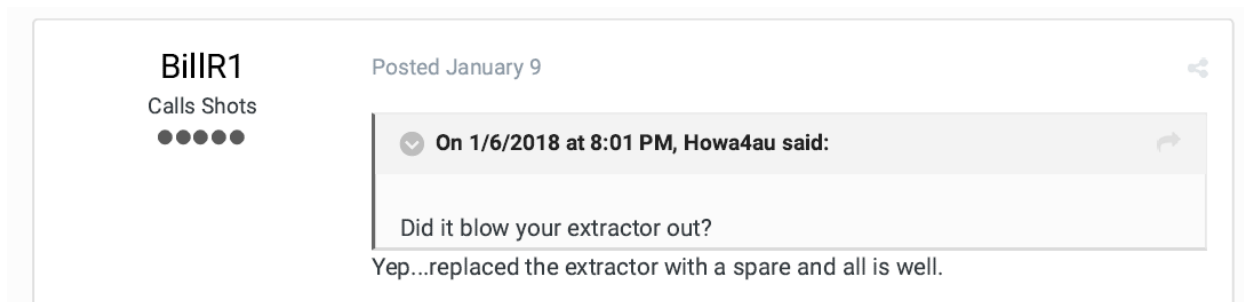 BillR1
Calls Shots
Posted January 9
On 1/6/2018 at 8:01 PM, Howa4au said:
Did it blow your extractor out?
Yep...replaced the extractor with a spare and all is well.